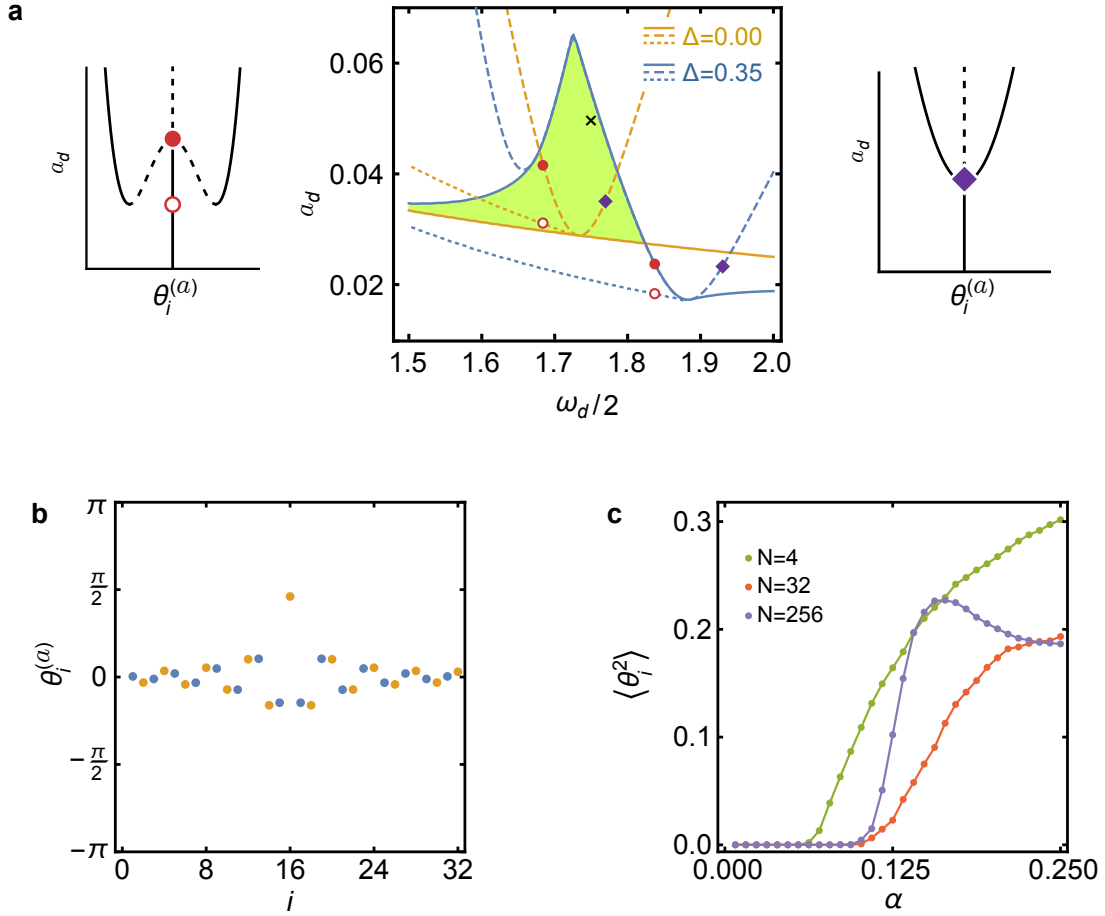 a
a_d
θ_i^(a)
a_d
0.06
0.04
0.02
1.5 1.6 1.7 1.8 1.9 2.0
ω_d/2
Δ=0.00
Δ=0.35
a_d
θ_i^(a)
b
θ_i^(a)
π
π/2
0
-π/2
-π
0 8 16 24 32
i
c
⟨θ_i^2⟩
0.3
0.2
0.1
0.0
N=4
N=32
N=256
0.000 0.125 0.250
α